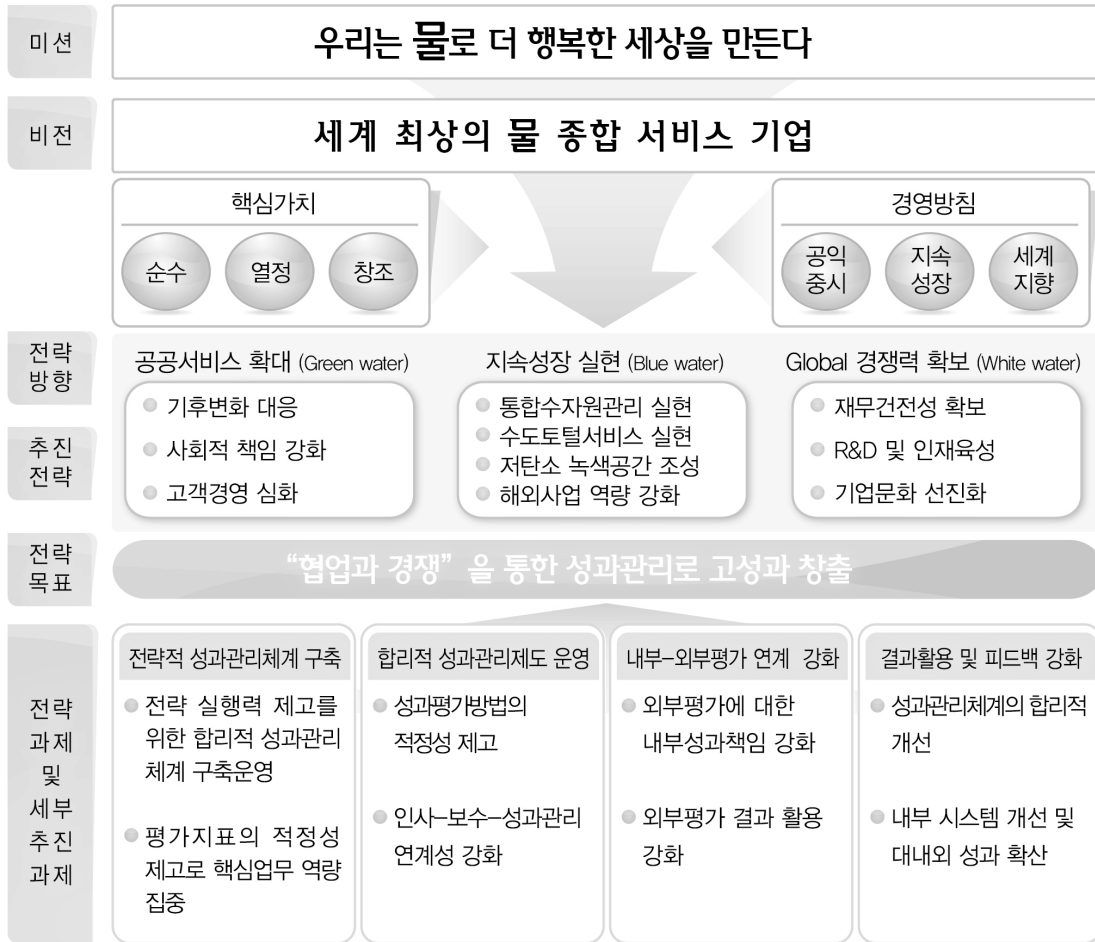 미션
우리는 물로 더 행복한 세상을 만든다
비전
세계 최상의 물 종합 서비스 기업
핵심가치
순수
열정
창조
경영방침
공익
중시
지속
성장
세계
지향
전략
방향
공공서비스 확대 (Green water)
지속성장 실현 (Blue water)
Global 경쟁력 확보 (White water)
추진
전략
기후변화 대응
사회적 책임 강화
고객경영 심화
통합수자원관리 실현
수도토털서비스 실현
저탄소 녹색공간 조성
해외사업 역량 강화
재무건전성 확보
R&D 및 인재육성
기업문화 선진화
전략
목표
“협업과 경쟁” 을 통한 성과관리로 고성과 창출
전략
과제
및
세부
추진
과제
전략적 성과관리체계 구축
전략 실행력 제고를
위한 합리적 성과관리
체계 구축운영
평가지표의 적정성
제고로 핵심업무 역량
집중
합리적 성과관리제도 운영
성과평가방법의
적정성 제고
인사–보수–성과관리
연계성 강화
내부–외부평가 연계 강화
외부평가에 대한
내부성과책임 강화
외부평가 결과 활용
강화
결과활용 및 피드백 강화
성과관리체계의 합리적
개선
내부 시스템 개선 및
대내외 성과 확산